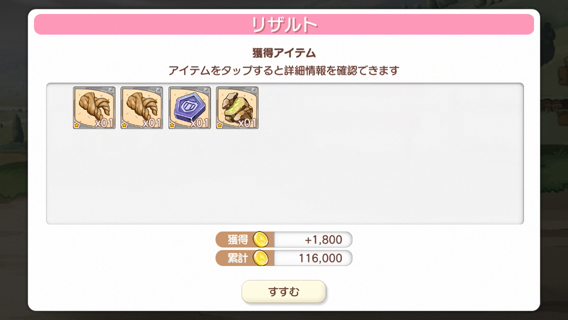 リザルト
獲得アイテム
アイテムをタップすると詳細情報を確認できます
x01 x01 x01 x01
獲得 +1,800
累計 116,000
すすむ